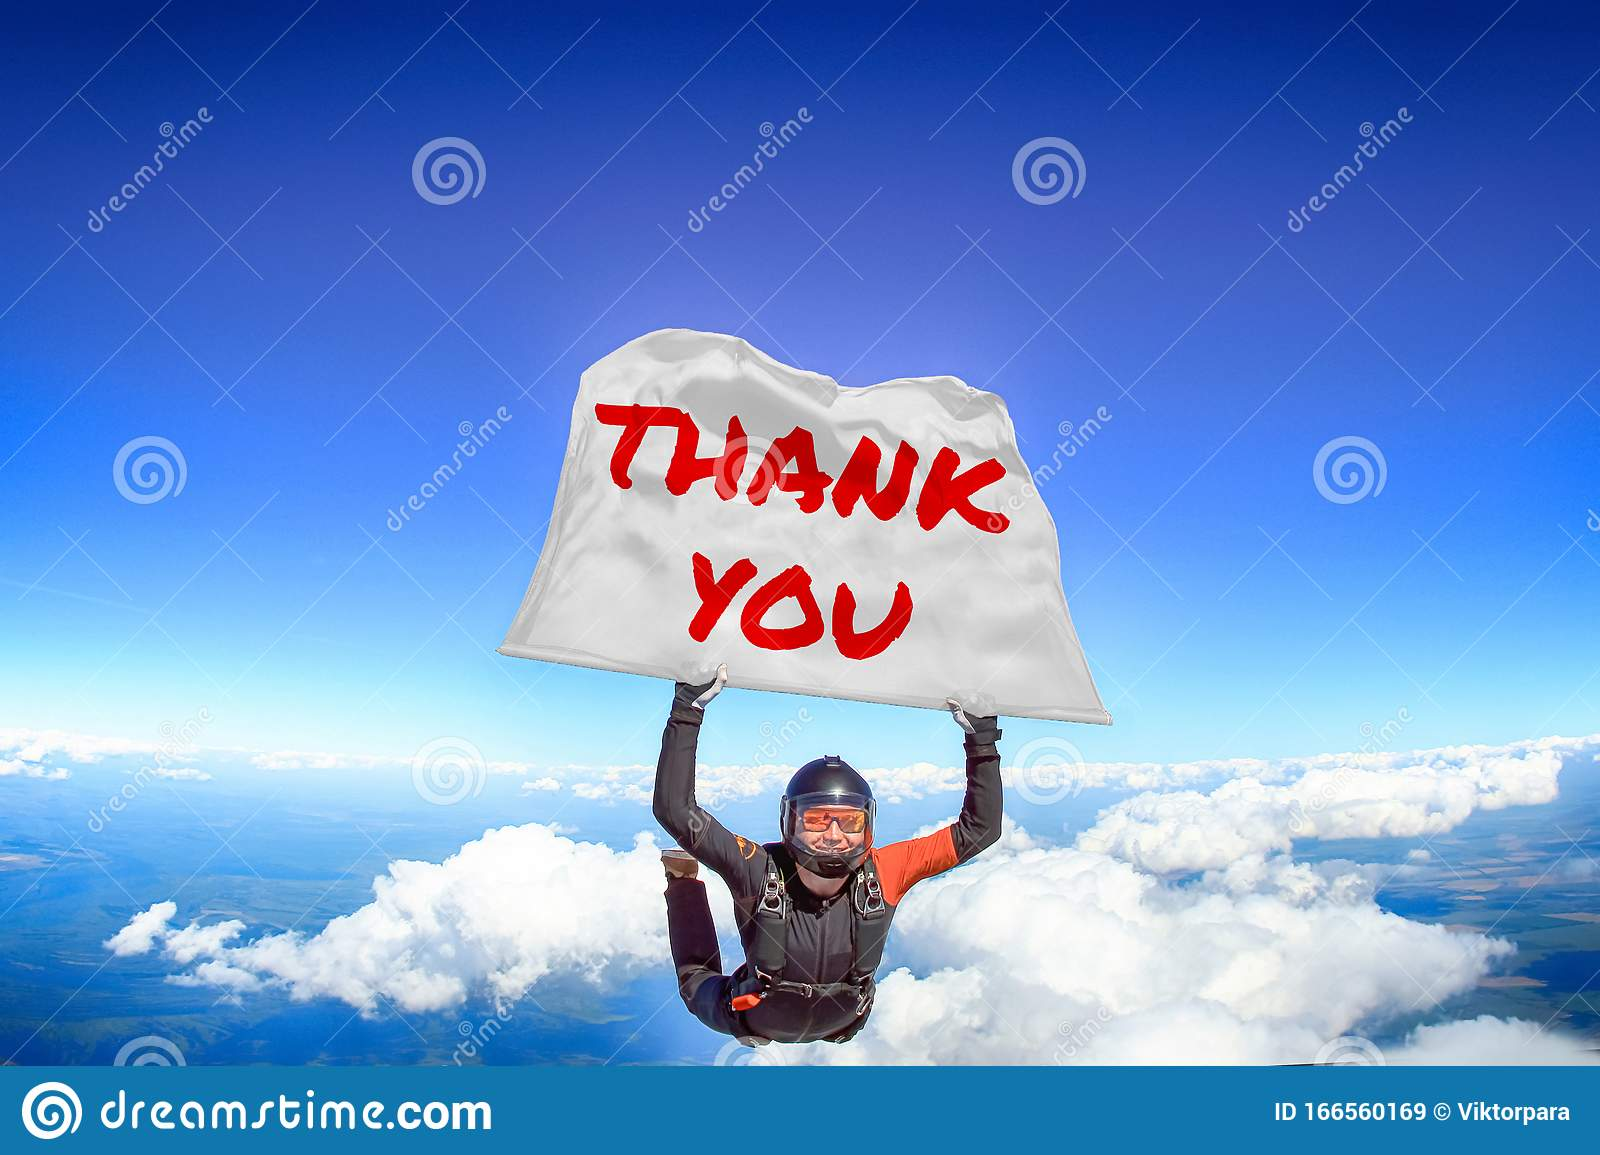 THANK
YOU
dreamstime.com
ID 166560169 © Viktorpara